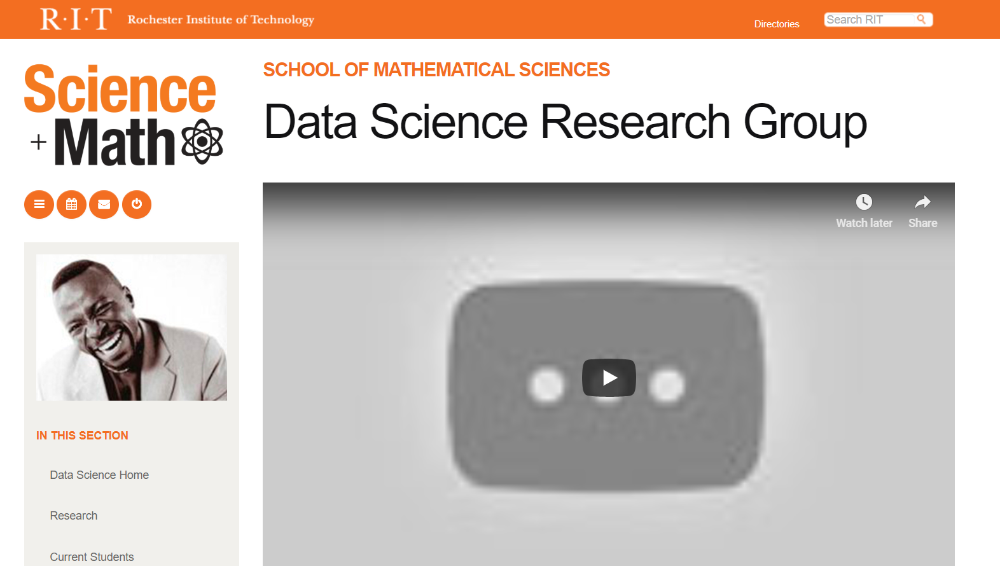 R·I·T Rochester Institute of Technology
Directories
Search RIT
Science
+Math
SCHOOL OF MATHEMATICAL SCIENCES
Data Science Research Group
Watch later
Share
IN THIS SECTION
Data Science Home
Research
Current Students